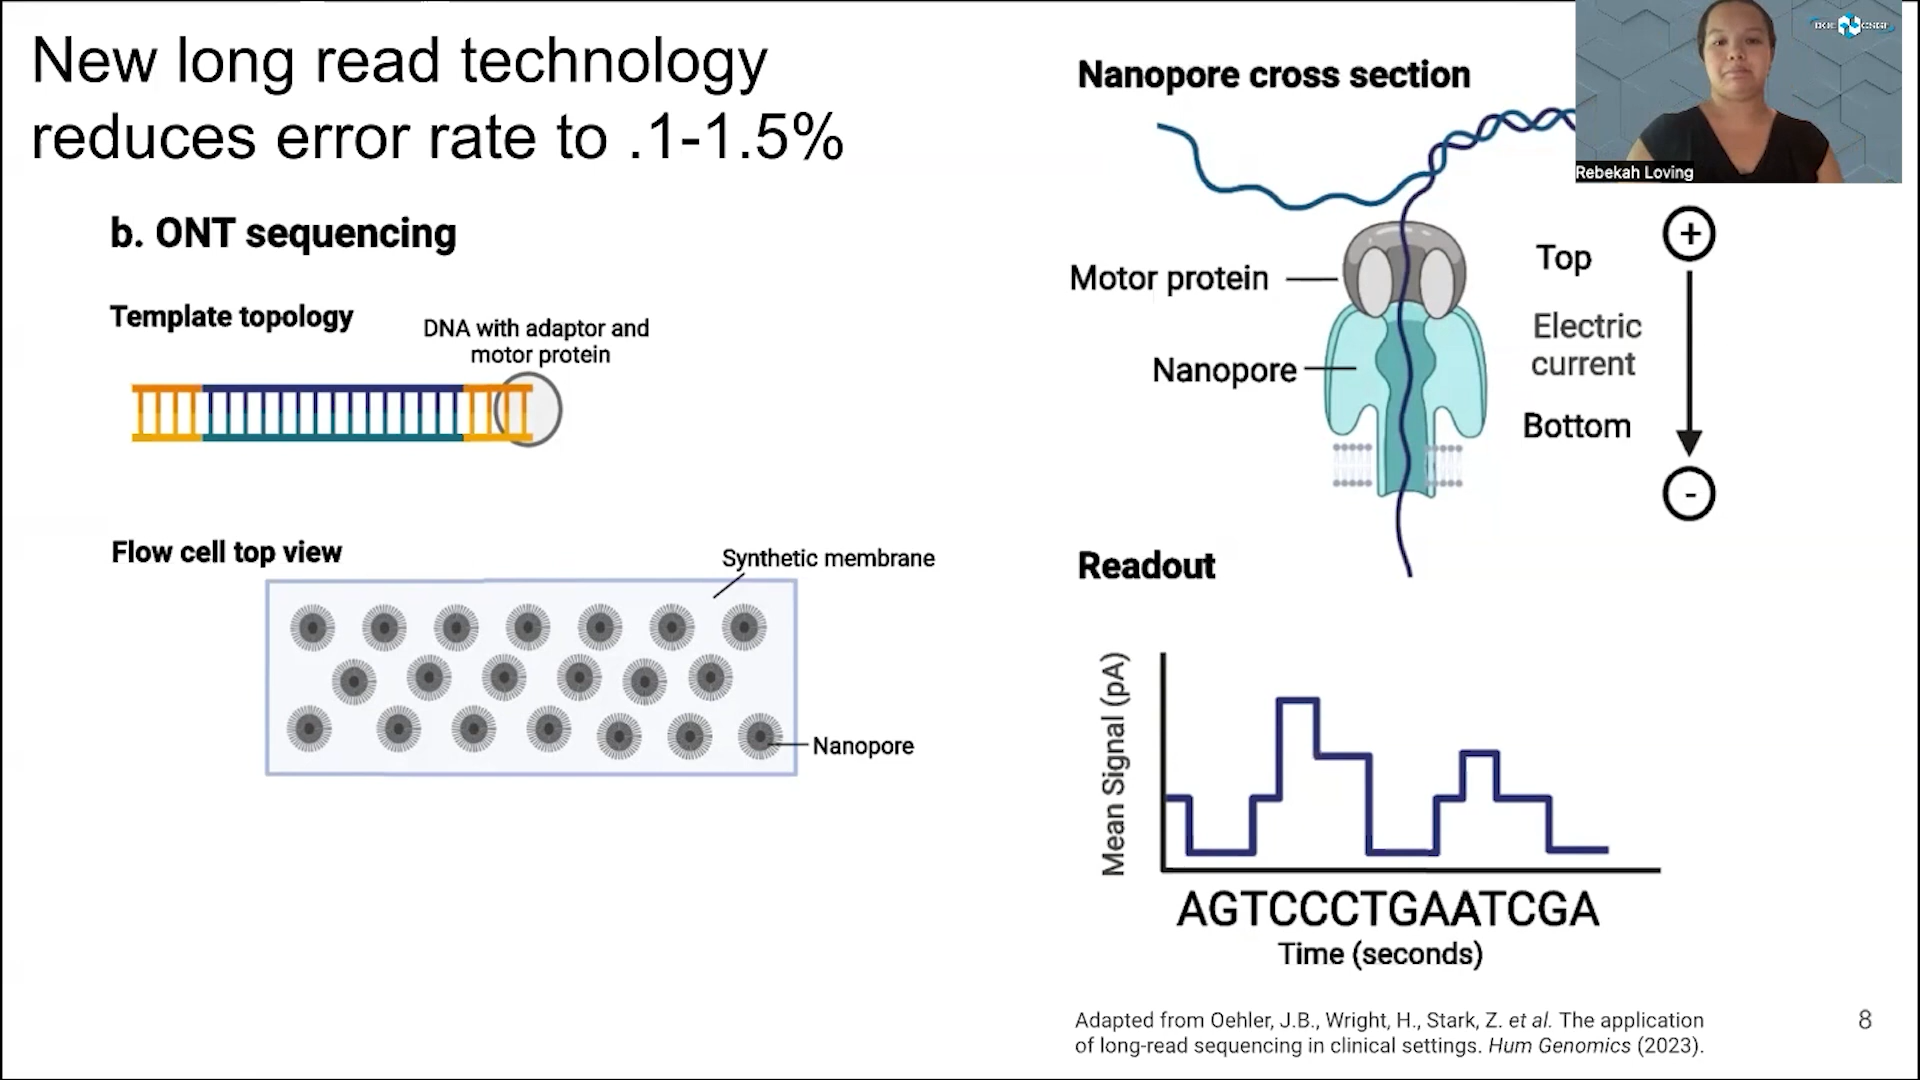 New long read technology
reduces error rate to .1-1.5%
b. ONT sequencing
Template topology
DNA with adaptor and
motor protein
Flow cell top view
Synthetic membrane
Nanopore
Nanopore cross section
Motor protein
Nanopore
Top
Electric
current
Bottom
+
-
Readout
Mean Signal (pA)
AGTCCCTGAATCGA
Time (seconds)
Adapted from Oehler, J.B., Wright, H., Stark, Z. et al. The application
of long-read sequencing in clinical settings. Hum Genomics (2023).
8
Rebekah Loving